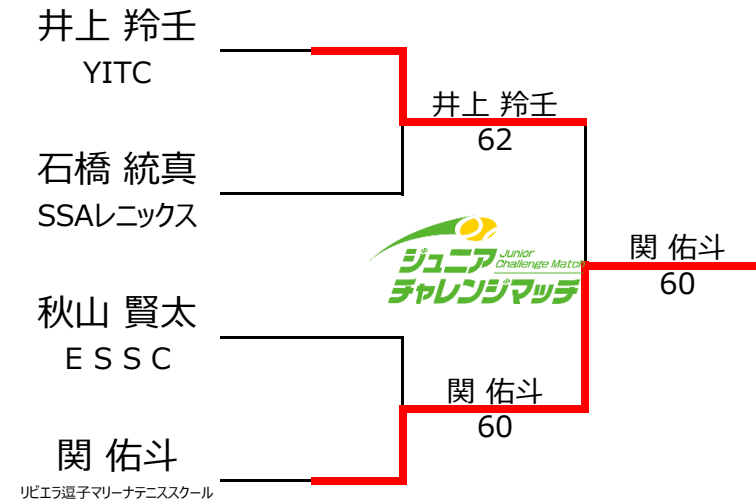 井上 羚壬
YITC
井上 羚壬
62
石橋 統真
SSAレニックス
ジュニア Junior Challenge Match
チャレンジマッチ
関 佑斗
60
秋山 賢太
ＥＳＳＣ
関 佑斗
60
関 佑斗
リビエラ逗子マリーナテニススクール